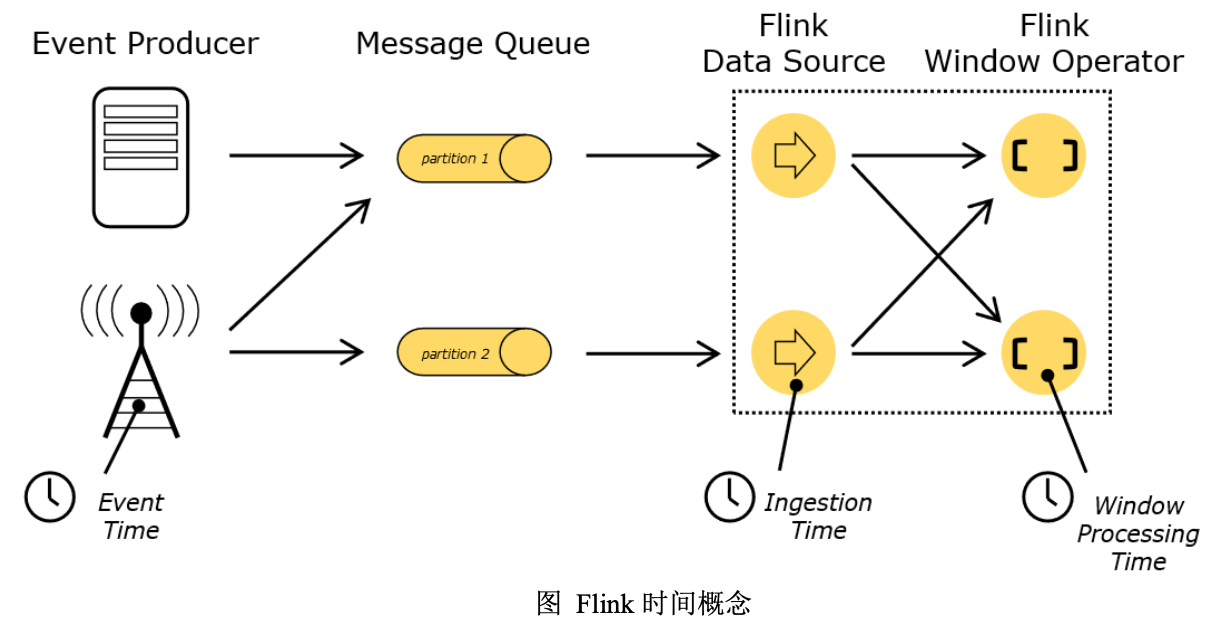 Event Producer
Message Queue
Flink
Data Source
Flink
Window Operator
partition 1
partition 2
Event
Time
Ingestion
Time
Window
Processing
Time
图 Flink 时间概念